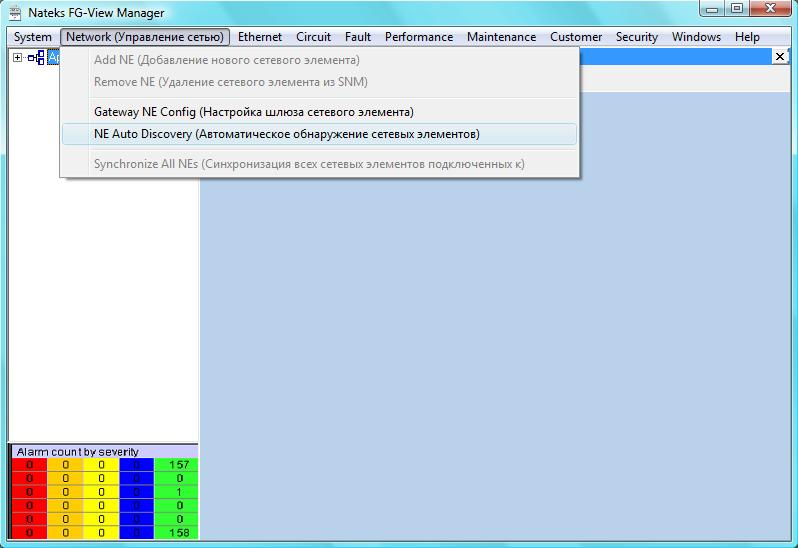 Nateks FG-View Manager
System Network (Управление сетью) Ethernet Circuit Fault Performance Maintenance Customer Security Windows Help
Add NE (Добавление нового сетевого элемента)
Remove NE (Удаление сетевого элемента из SNM)
Gateway NE Config (Настройка шлюза сетевого элемента)
NE Auto Discovery (Автоматическое обнаружение сетевых элементов)
Synchronize All NEs (Синхронизация всех сетевых элементов подключенных к)
Alarm count by severity
0 0 0 0 157
0 0 0 0 0
0 0 0 0 1
0 0 0 0 0
0 0 0 0 0
0 0 0 0 158